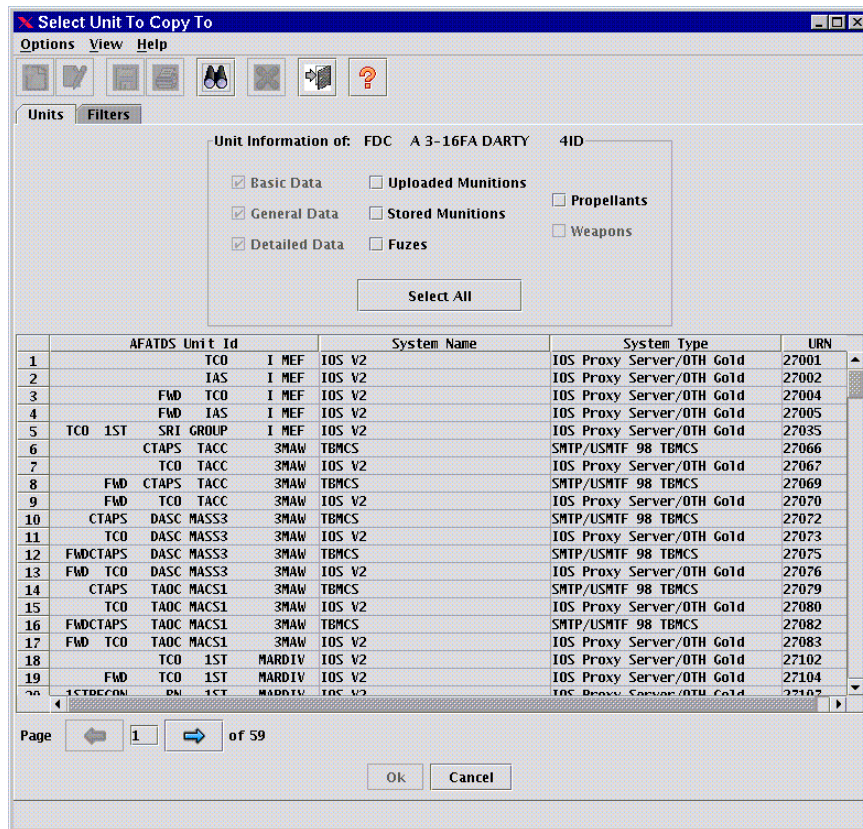 Select Unit To Copy To
Options View Help
Units Filters
Unit Information of: FDC A 3-16FA DARTY 4ID
Basic Data Uploaded Munitions
Propellants
General Data Stored Munitions
Weapons
Detailed Data Fuzes
Select All
AFATDS Unit Id System Name System Type URN
1 TCO I MEF IOS V2 IOS Proxy Server/OTH Gold 27001
2 IAS I MEF IOS V2 IOS Proxy Server/OTH Gold 27002
3 FWD TCO I MEF IOS V2 IOS Proxy Server/OTH Gold 27004
4 FWD IAS I MEF IOS V2 IOS Proxy Server/OTH Gold 27005
5 TCO 1ST SRI GROUP I MEF IOS V2 IOS Proxy Server/OTH Gold 27035
6 CTAPS TACC 3MAW TBMCS SMTP/USMTF 98 TBMCS 27066
7 TCO TACC 3MAW IOS V2 IOS Proxy Server/OTH Gold 27067
8 FWD CTAPS TACC 3MAW TBMCS SMTP/USMTF 98 TBMCS 27069
9 FWD TCO TACC 3MAW IOS V2 IOS Proxy Server/OTH Gold 27070
10 CTAPS DASC MASS3 3MAW TBMCS SMTP/USMTF 98 TBMCS 27072
11 TCO DASC MASS3 3MAW IOS V2 IOS Proxy Server/OTH Gold 27073
12 FWDCTAPS DASC MASS3 3MAW TBMCS SMTP/USMTF 98 TBMCS 27075
13 FWD TCO DASC MASS3 3MAW IOS V2 IOS Proxy Server/OTH Gold 27076
14 CTAPS TAOC MACS1 3MAW TBMCS SMTP/USMTF 98 TBMCS 27079
15 TCO TAOC MACS1 3MAW IOS V2 IOS Proxy Server/OTH Gold 27080
16 FWDCTAPS TAOC MACS1 3MAW TBMCS SMTP/USMTF 98 TBMCS 27082
17 FWD TCO TAOC MACS1 3MAW IOS V2 IOS Proxy Server/OTH Gold 27083
18 TCO 1ST MARDIV IOS V2 IOS Proxy Server/OTH Gold 27102
19 FWD TCO 1ST MARDIV IOS V2 IOS Proxy Server/OTH Gold 27104
20 1STRECON BN 1ST MARDIV IOS V2 IOS Proxy Server/OTH Gold 27107
Page 1 of 59
Ok Cancel